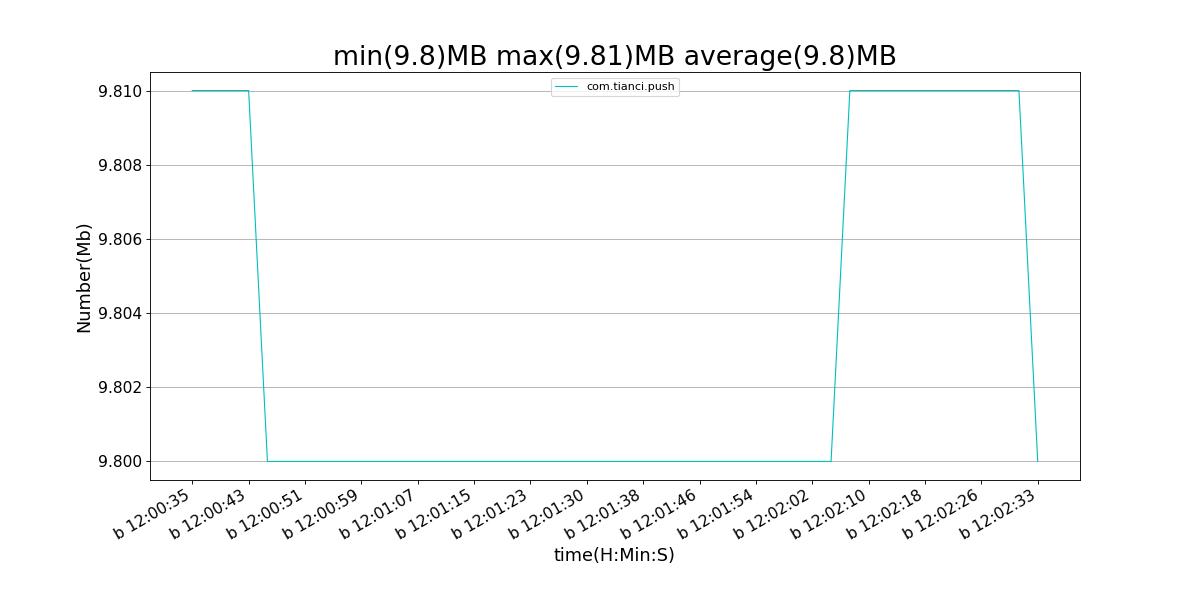 min(9.8)MB max(9.81)MB average(9.8)MB
com.tianci.push
Number(Mb)
9.810
9.808
9.806
9.804
9.802
9.800
b 12:00:35
b 12:00:43
b 12:00:51
b 12:00:59
b 12:01:07
b 12:01:15
b 12:01:23
b 12:01:30
b 12:01:38
b 12:01:46
b 12:01:54
b 12:02:02
b 12:02:10
b 12:02:18
b 12:02:26
b 12:02:33
time(H:Min:S)